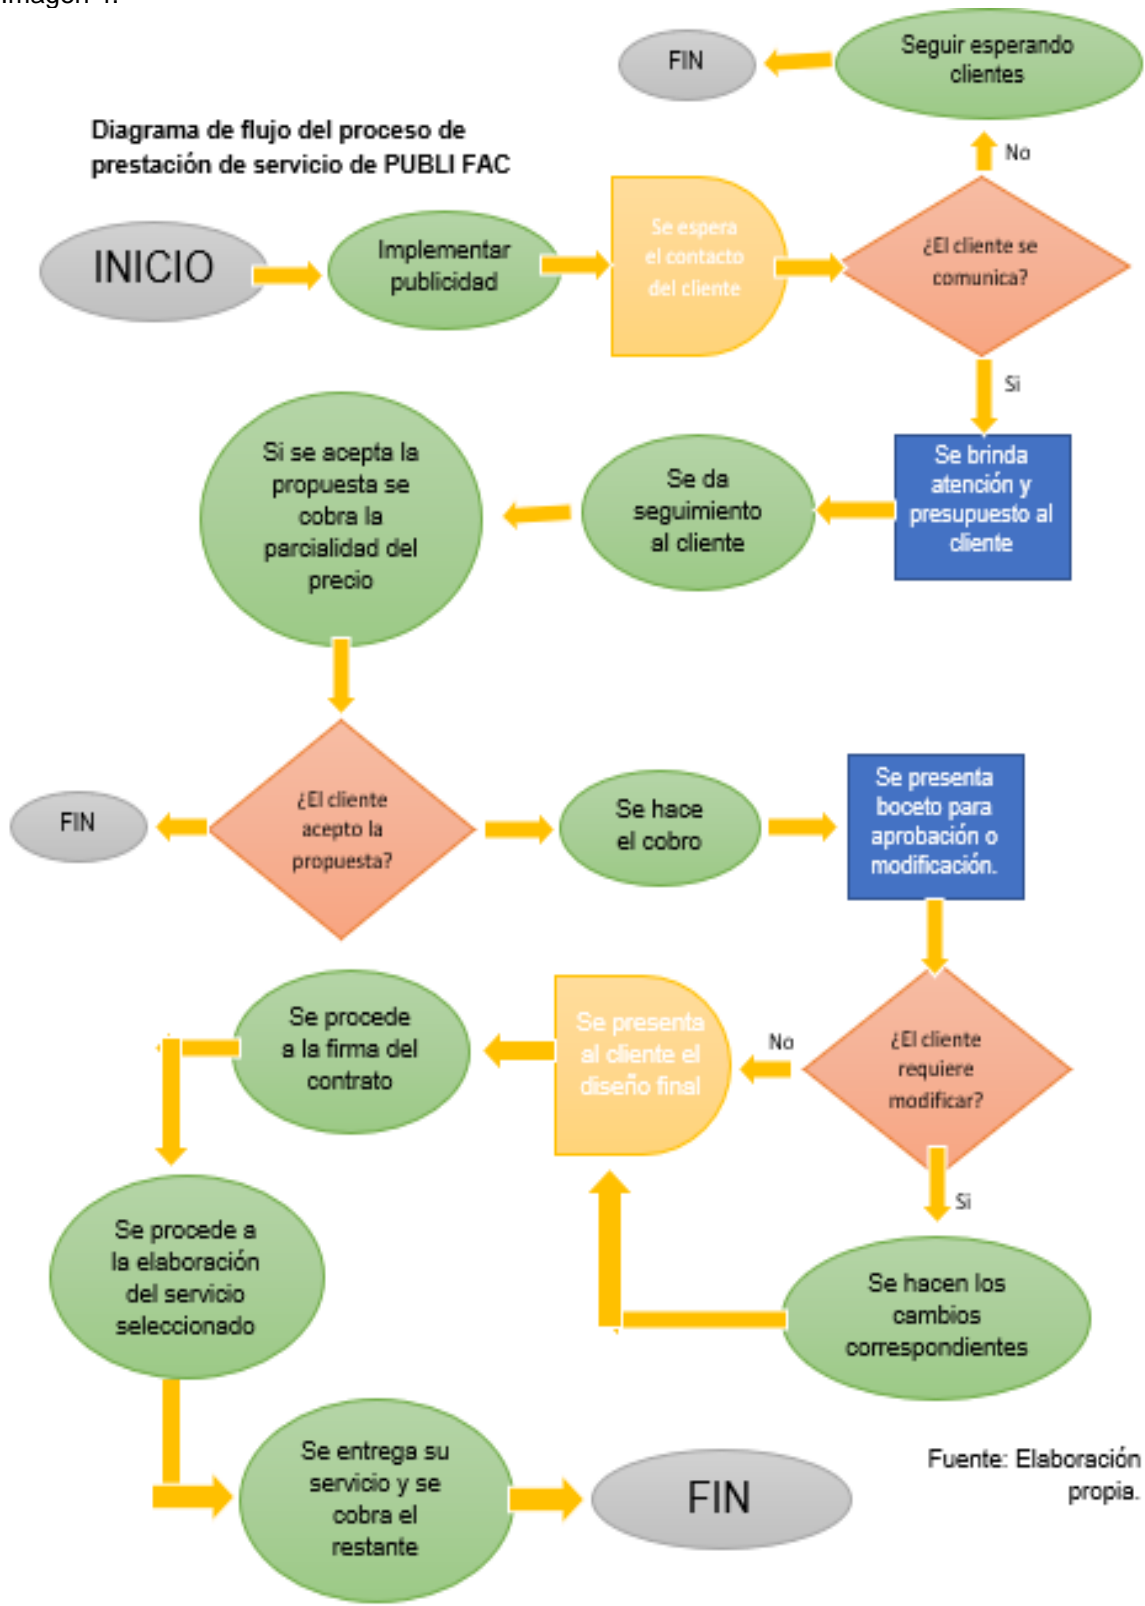 Imagen 4.
FIN
Seguir esperando
clientes
Diagrama de flujo del proceso de
prestación de servicio de PUBLI FAC
No
INICIO
Implementar
publicidad
Se espera
el contacto
del cliente
¿El cliente se
comunica?
Si
Se brinda
atención y
presupuesto al
cliente
Se da
seguimiento
al cliente
Si se acepta la
propuesta se
cobra la
parcialidad del
precio
¿El cliente
acepto la
propuesta?
FIN
Se hace
el cobro
Se presenta
boceto para
aprobación o
modificación.
¿El cliente
requiere
modificar?
No
Se presenta
al cliente el
diseño final
Se procede
a la firma del
contrato
Si
Se hacen los
cambios
correspondientes
Se procede a
la elaboración
del servicio
seleccionado
Se entrega su
servicio y se
cobra el
restante
FIN
Fuente: Elaboración
propia.